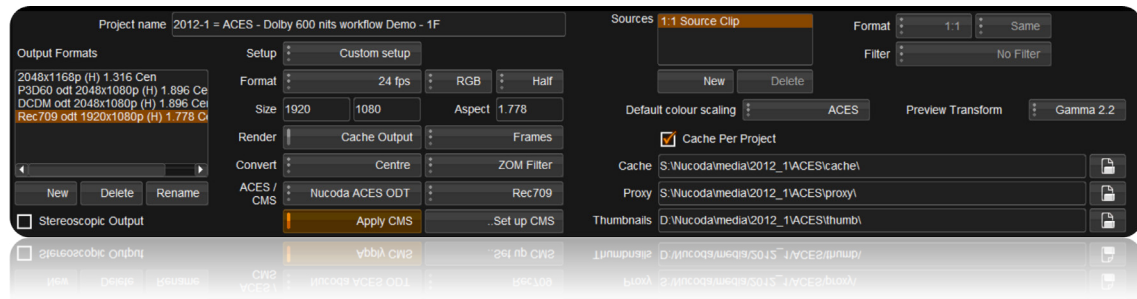 Project name 2012-1 = ACES - Dolby 600 nits workflow Demo - 1F
Output Formats
2048x1168p (H) 1.316 Cen
P3D60 odt 2048x1080p (H) 1.896 Ce
DCDM odt 2048x1080p (H) 1.896 Cei
Rec709 odt 1920x1080p (H) 1.778 C
New Delete Rename
Stereoscopic Output
Setup Custom setup
Format 24 fps RGB Half
Size 1920 1080 Aspect 1.778
Render Cache Output Frames
Convert Centre ZOM Filter
ACES / CMS Nucoda ACES ODT Rec709
Apply CMS ..Set up CMS
Sources 1:1 Source Clip
New Delete
Format 1:1 Same
Filter No Filter
Default colour scaling ACES Preview Transform Gamma 2.2
Cache Per Project
Cache S:\Nucoda\media\2012_1\ACES\cache\
Proxy S:\Nucoda\media\2012_1\ACES\proxy\
Thumbnails D:\Nucoda\media\2012_1\ACES\thumb\